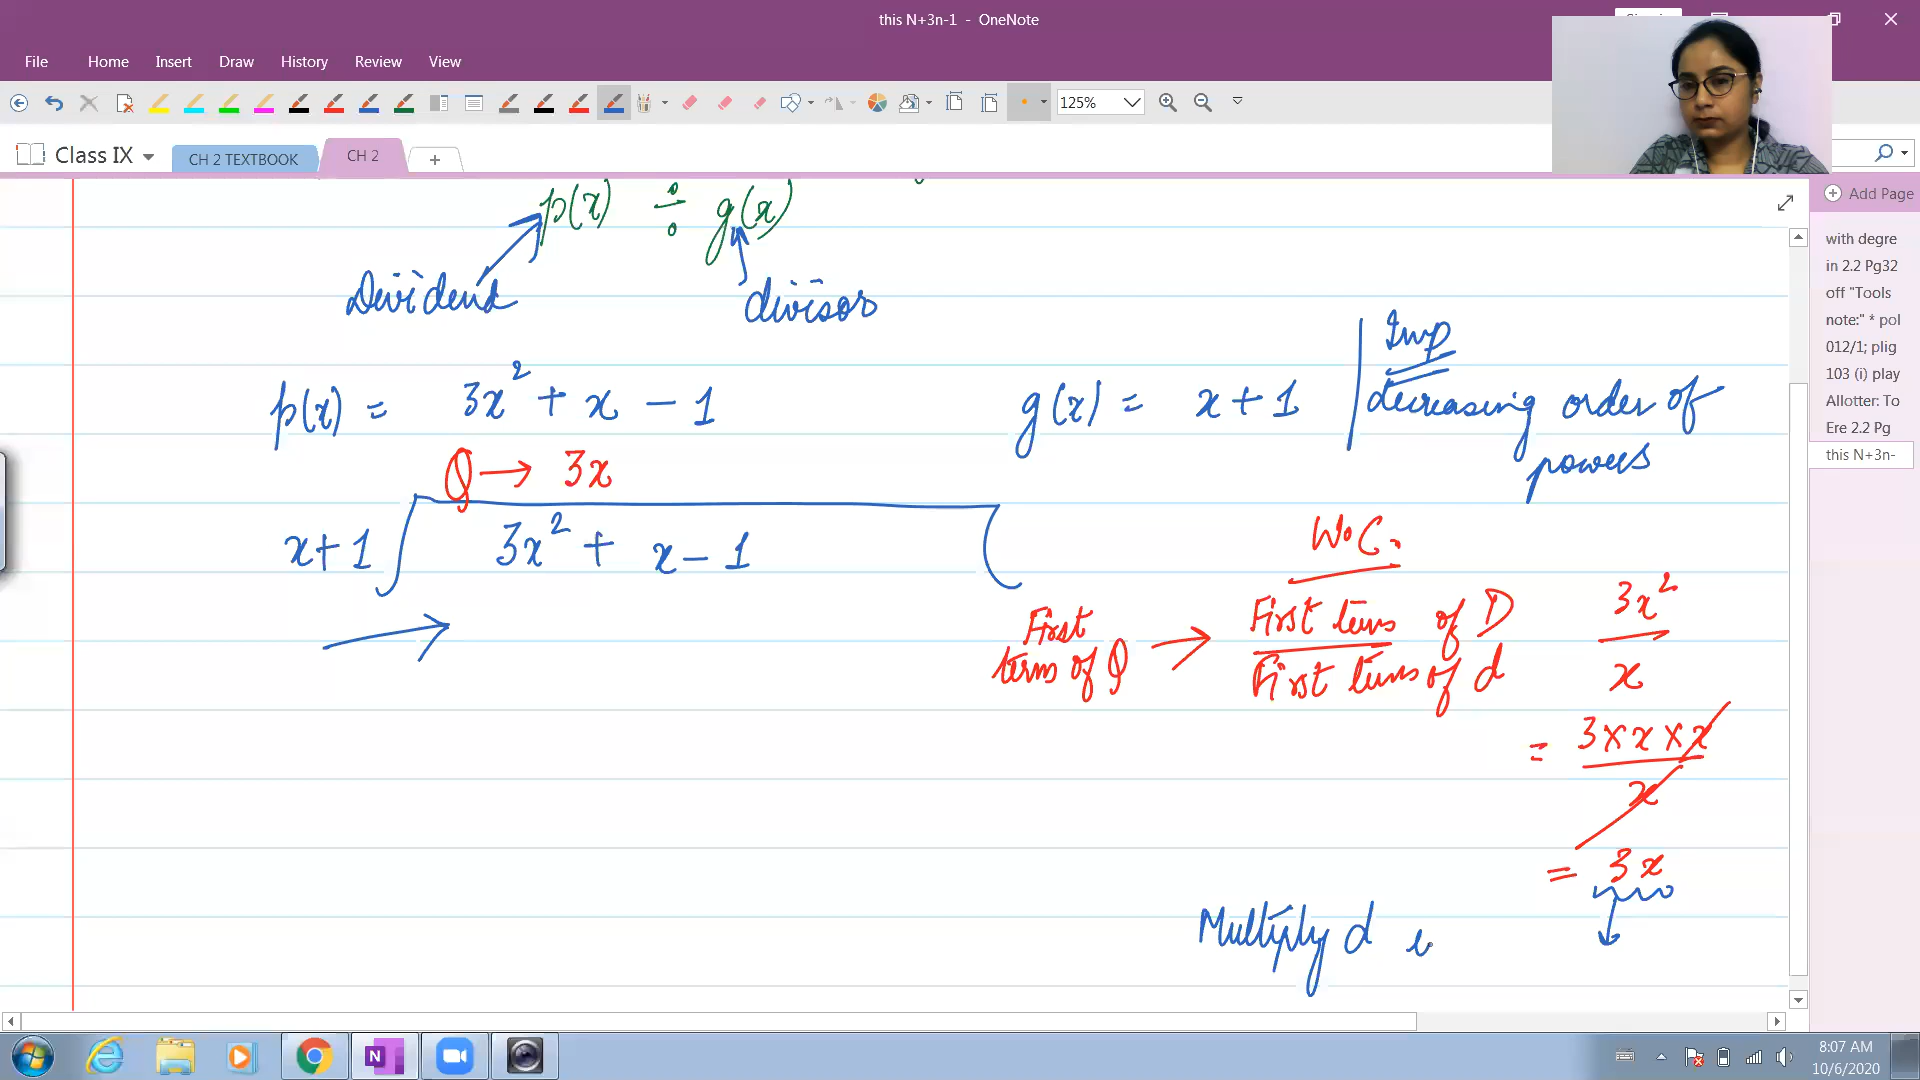 this N+3n-1 - OneNote
File Home Insert Draw History Review View
125%
Class IX CH 2 TEXTBOOK CH 2 +
Add Page
with degre
in 2.2 Pg32
off "Tools
note:" * pol
012/1; plig
103 (i) play
Allotter: To
Ere 2.2 Pg
this N+3n-
p(x) ÷ g(x)
Dividend divisor
p(x) = 3x² + x - 1 g(x) = x + 1
Imp
decreasing order of
powers
Q → 3x
x+1 3x² + x - 1
W.C.
First
term of Q → First term of D
First term of d
3x²
x
= 3 × x × x
x
= 3x
Multiply d
8:07 AM
10/6/2020